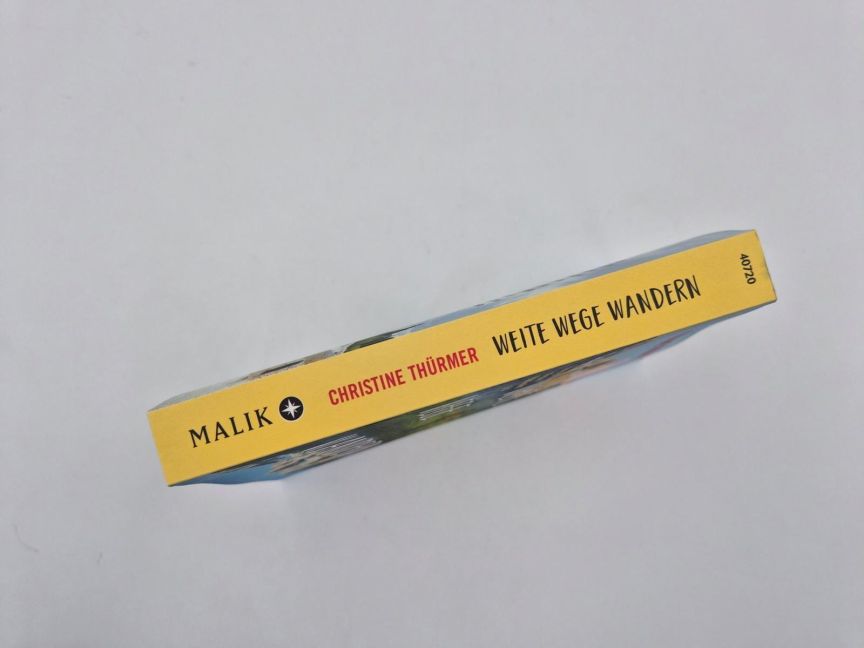 MALIK
CHRISTINE THÜRMER
WEITE WEGE WANDERN
40720